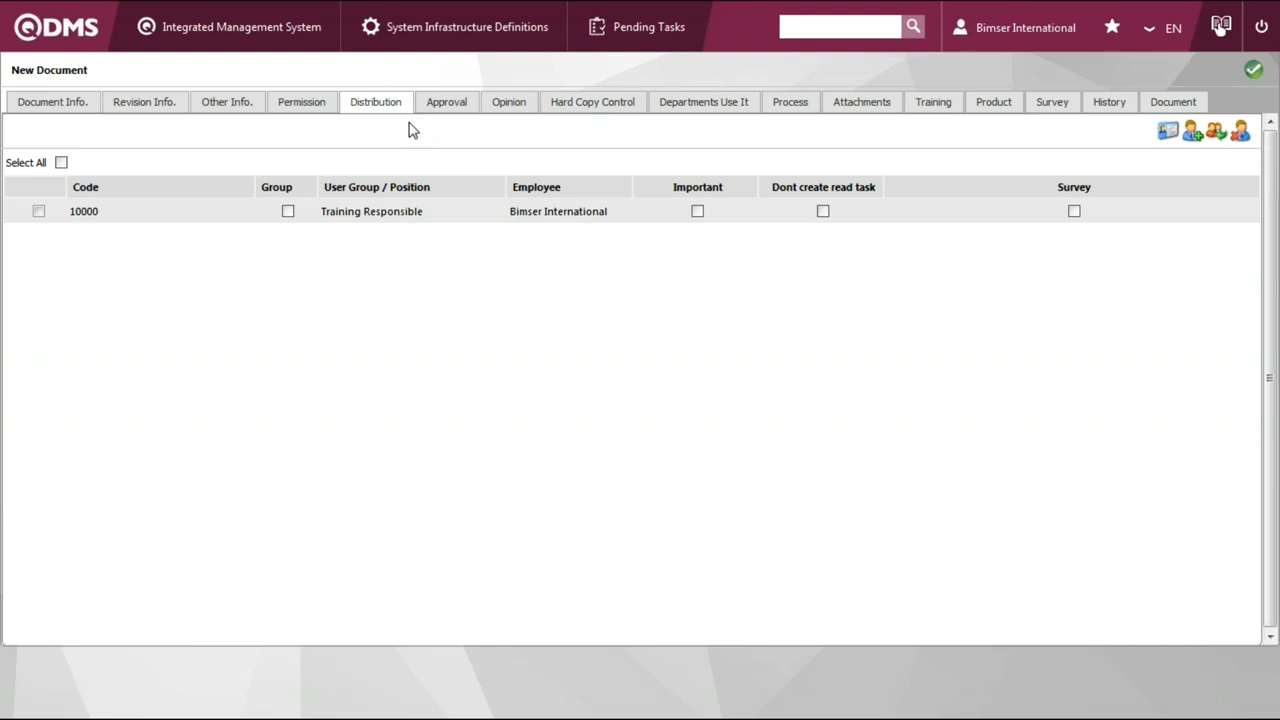 QDMS
Integrated Management System
System Infrastructure Definitions
Pending Tasks
Bimser International
EN
New Document
Document Info.
Revision Info.
Other Info.
Permission
Distribution
Approval
Opinion
Hard Copy Control
Departments Use It
Process
Attachments
Training
Product
Survey
History
Document
Select All
Code
Group
User Group / Position
Employee
Important
Dont create read task
Survey
10000
Training Responsible
Bimser International